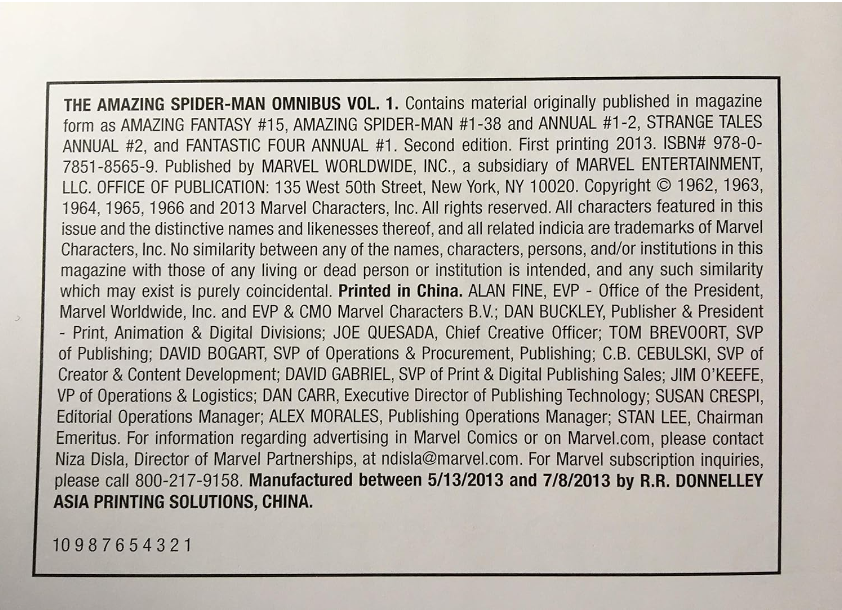 THE AMAZING SPIDER-MAN OMNIBUS VOL. 1. Contains material originally published in magazine
form as AMAZING FANTASY #15, AMAZING SPIDER-MAN #1-38 and ANNUAL #1-2, STRANGE TALES
ANNUAL #2, and FANTASTIC FOUR ANNUAL #1. Second edition. First printing 2013. ISBN# 978-0-
7851-8565-9. Published by MARVEL WORLDWIDE, INC., a subsidiary of MARVEL ENTERTAINMENT,
LLC. OFFICE OF PUBLICATION: 135 West 50th Street, New York, NY 10020. Copyright © 1962, 1963,
1964, 1965, 1966 and 2013 Marvel Characters, Inc. All rights reserved. All characters featured in this
issue and the distinctive names and likenesses thereof, and all related indicia are trademarks of Marvel
Characters, Inc. No similarity between any of the names, characters, persons, and/or institutions in this
magazine with those of any living or dead person or institution is intended, and any such similarity
which may exist is purely coincidental. Printed in China. ALAN FINE, EVP - Office of the President,
Marvel Worldwide, Inc. and EVP & CMO Marvel Characters B.V.; DAN BUCKLEY, Publisher & President
- Print, Animation & Digital Divisions; JOE QUESADA, Chief Creative Officer; TOM BREVOORT, SVP
of Publishing; DAVID BOGART, SVP of Operations & Procurement, Publishing; C.B. CEBULSKI, SVP of
Creator & Content Development; DAVID GABRIEL, SVP of Print & Digital Publishing Sales; JIM O'KEEFE,
VP of Operations & Logistics; DAN CARR, Executive Director of Publishing Technology; SUSAN CRESPI,
Editorial Operations Manager; ALEX MORALES, Publishing Operations Manager; STAN LEE, Chairman
Emeritus. For information regarding advertising in Marvel Comics or on Marvel.com, please contact
Niza Disla, Director of Marvel Partnerships, at ndisla@marvel.com. For Marvel subscription inquiries,
please call 800-217-9158. Manufactured between 5/13/2013 and 7/8/2013 by R.R. DONNELLEY
ASIA PRINTING SOLUTIONS, CHINA.
10 9 8 7 6 5 4 3 2 1